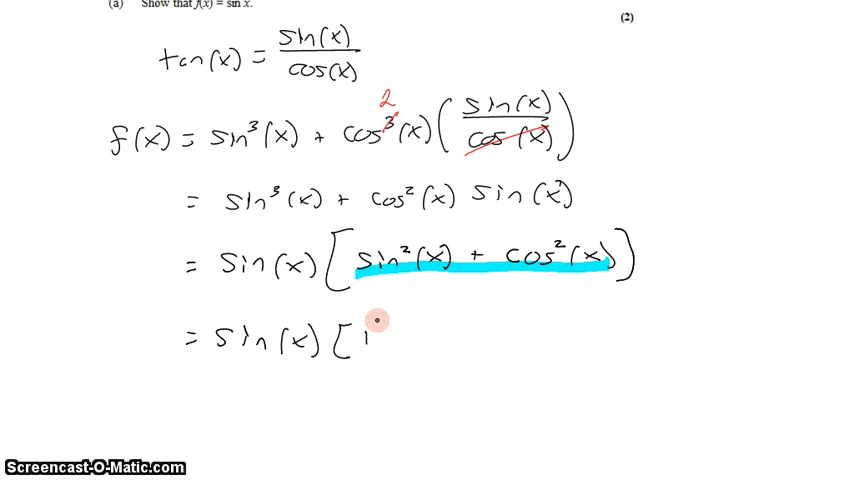 (a) Show that f(x) = sin x.
(2)
tan(x) = sin(x)/cos(x)
f(x) = sin³(x) + cos³ 2 (x) (sin(x)/cos(x))
= sin³(x) + cos²(x) sin(x)
= sin(x) [sin²(x) + cos²(x)]
= sin(x) [1
Screencast-O-Matic.com